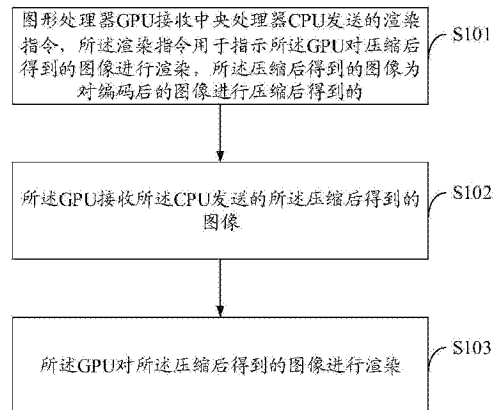 图形处理器GPU接收中央处理器CPU发送的渲染
指令,所述渲染指令用于指示所述GPU对压缩后
得到的图像进行渲染,所述压缩后得到的图像为
对编码后的图像进行压缩后得到的
S101
所述GPU接收所述CPU发送的所述压缩后得到的
图像
S102
所述GPU对所述压缩后得到的图像进行渲染
S103